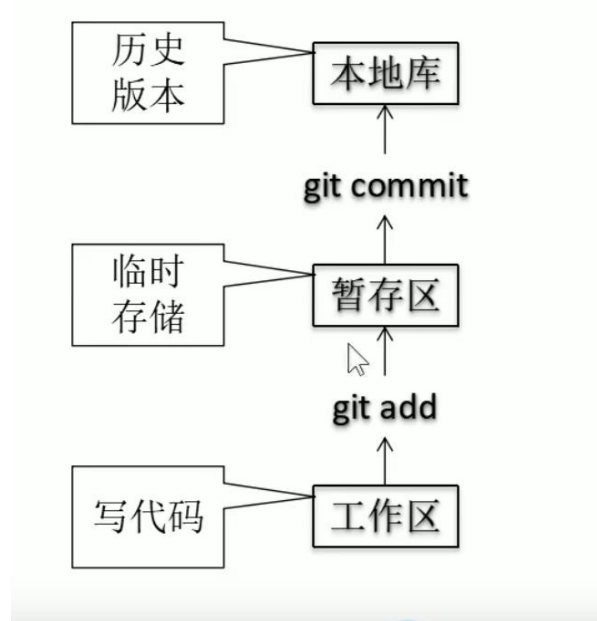 历史
版本
本地库
git commit
临时
存储
暂存区
git add
写代码
工作区